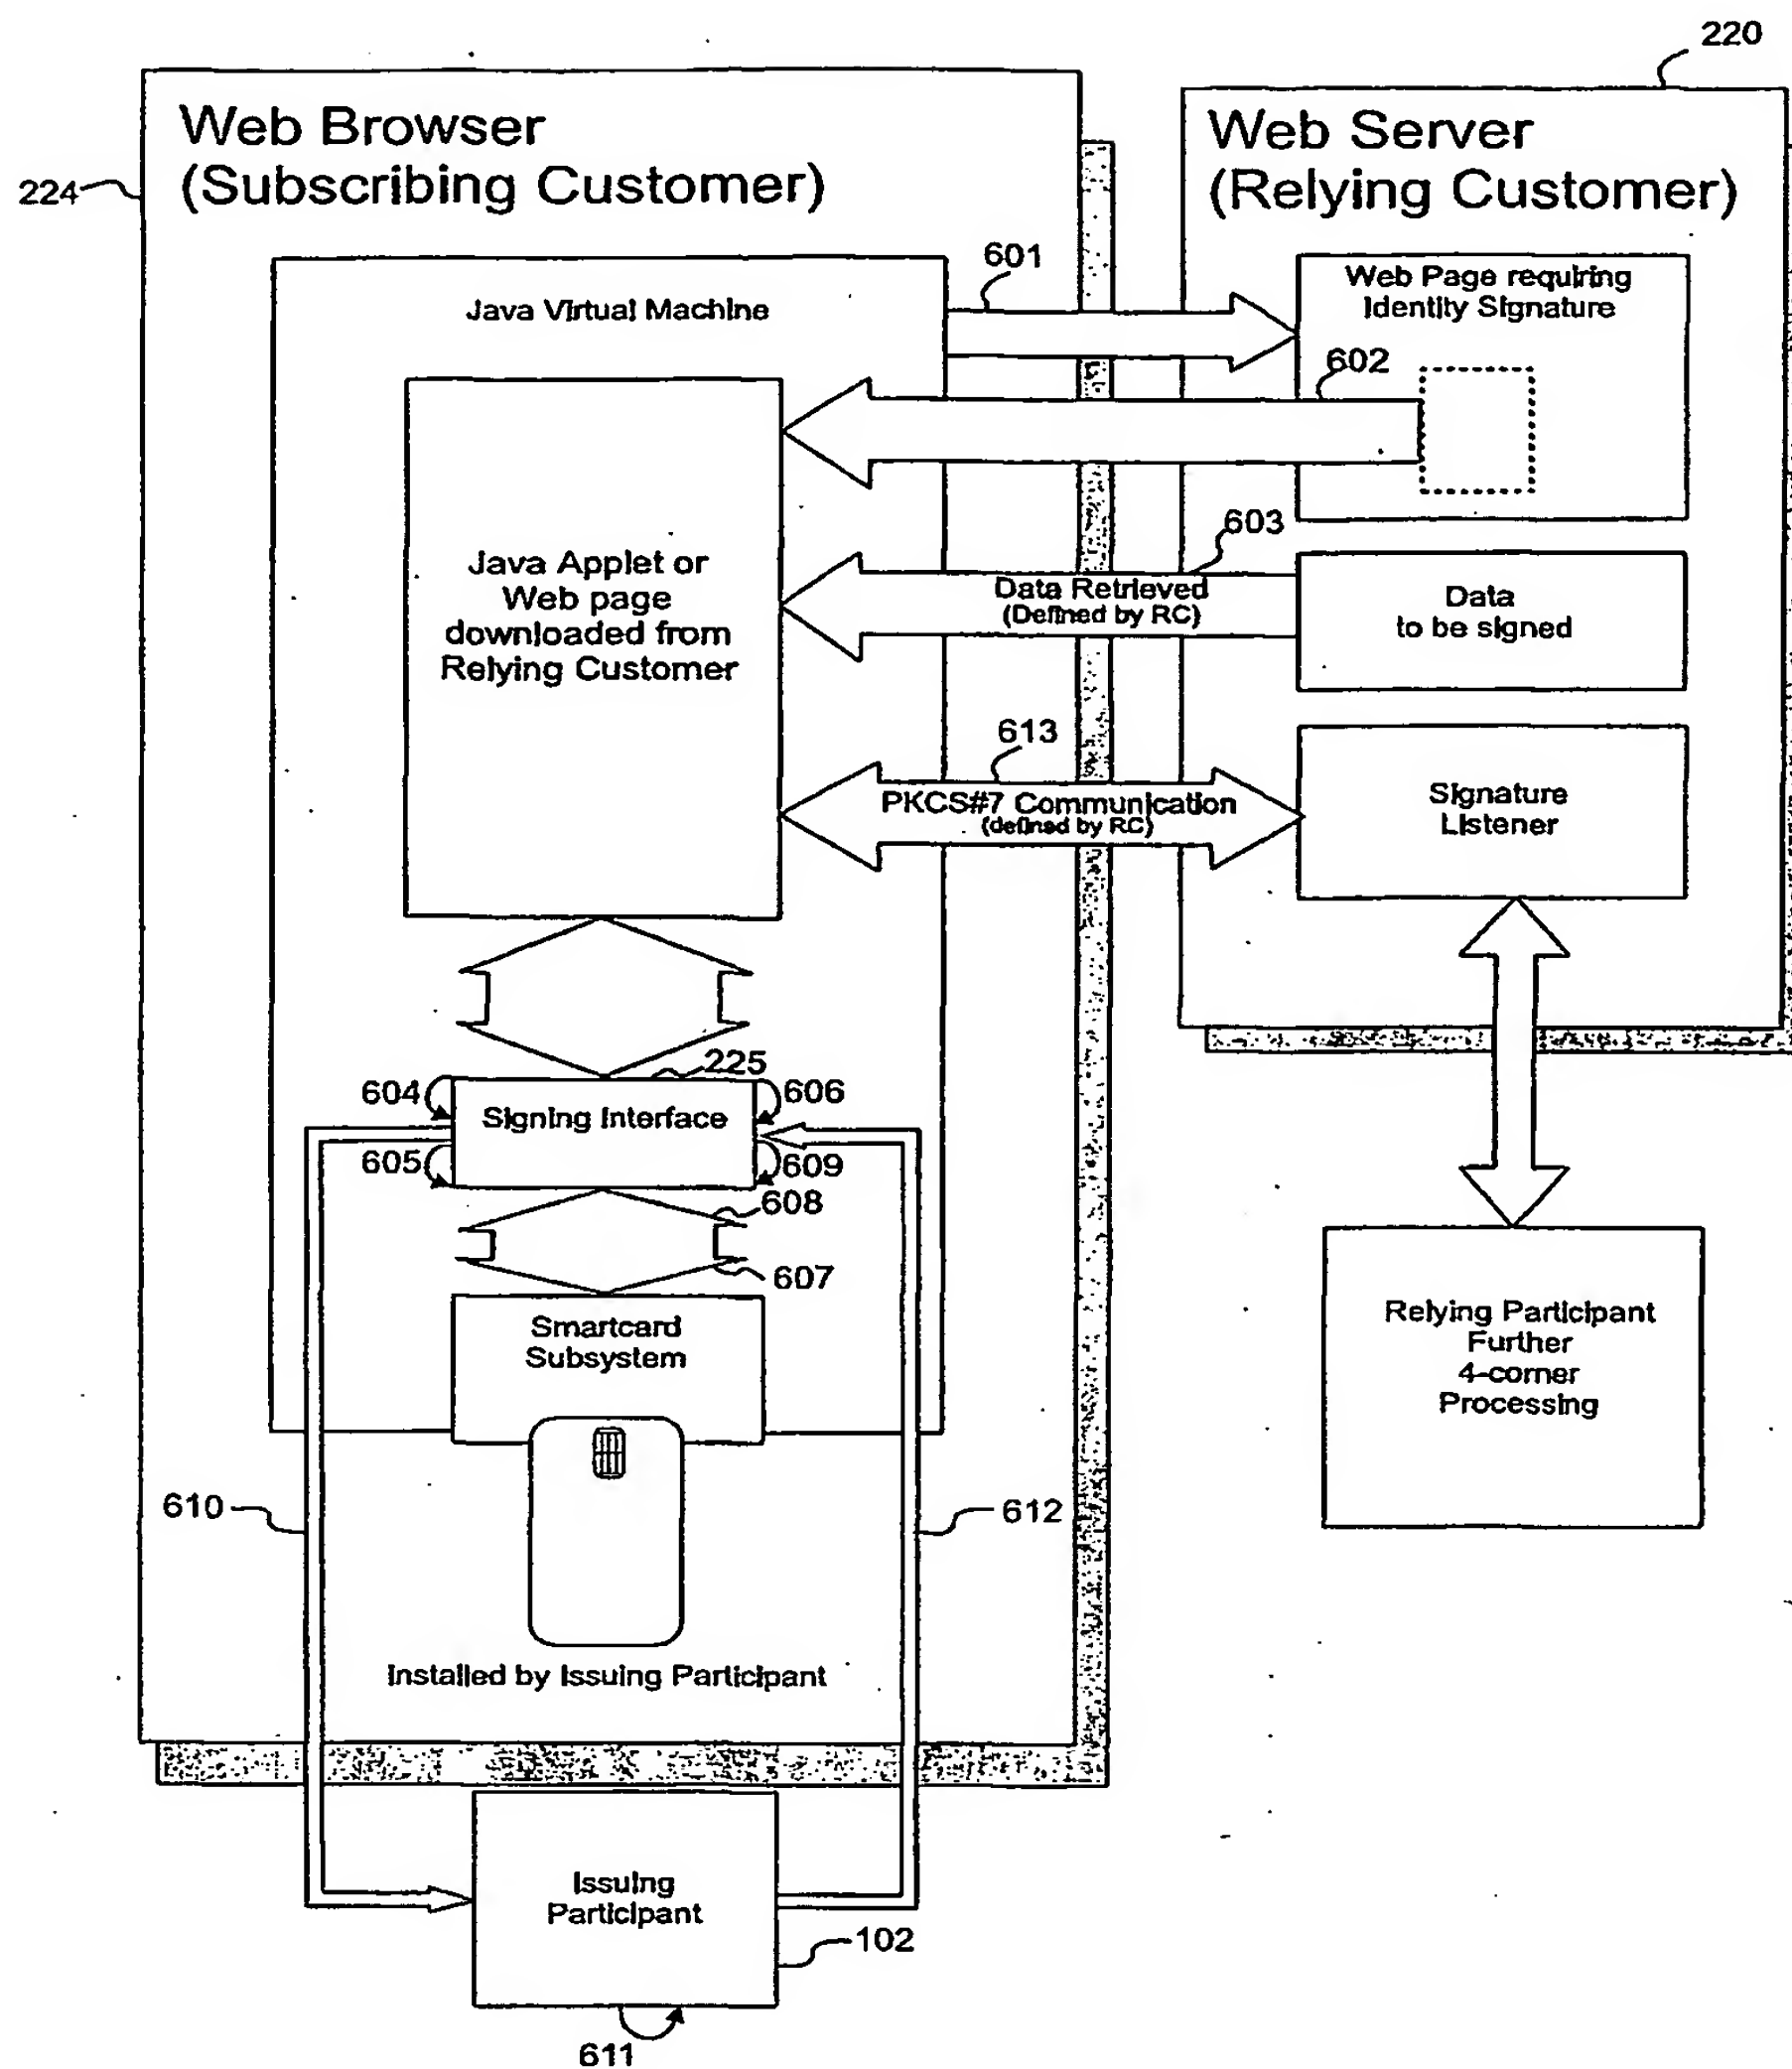 220
Web Browser
(Subscribing Customer)
224
Web Server
(Relying Customer)
601
Java Virtual Machine
Web Page requiring
Identity Signature
602
603
Java Applet or
Web page
downloaded from
Relying Customer
Data Retrieved
(Defined by RC)
Data
to be signed
613
PKCS#7 Communication
(defined by RC)
Signature
Listener
225
604
606
Signing Interface
605
609
608
607
Smartcard
Subsystem
Relying Participant
Further
4-corner
Processing
610
612
Installed by Issuing Participant
Issuing
Participant
102
611